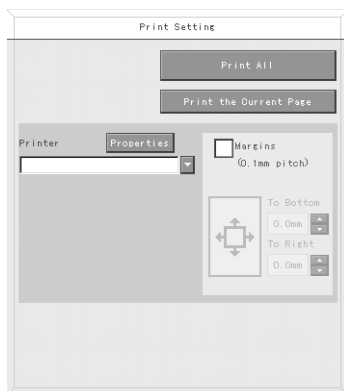 Print Setting
Print All
Print the Current Page
Printer
Properties
Margins
(0.1mm pitch)
To Bottom
0.0mm
To Right
0.0mm